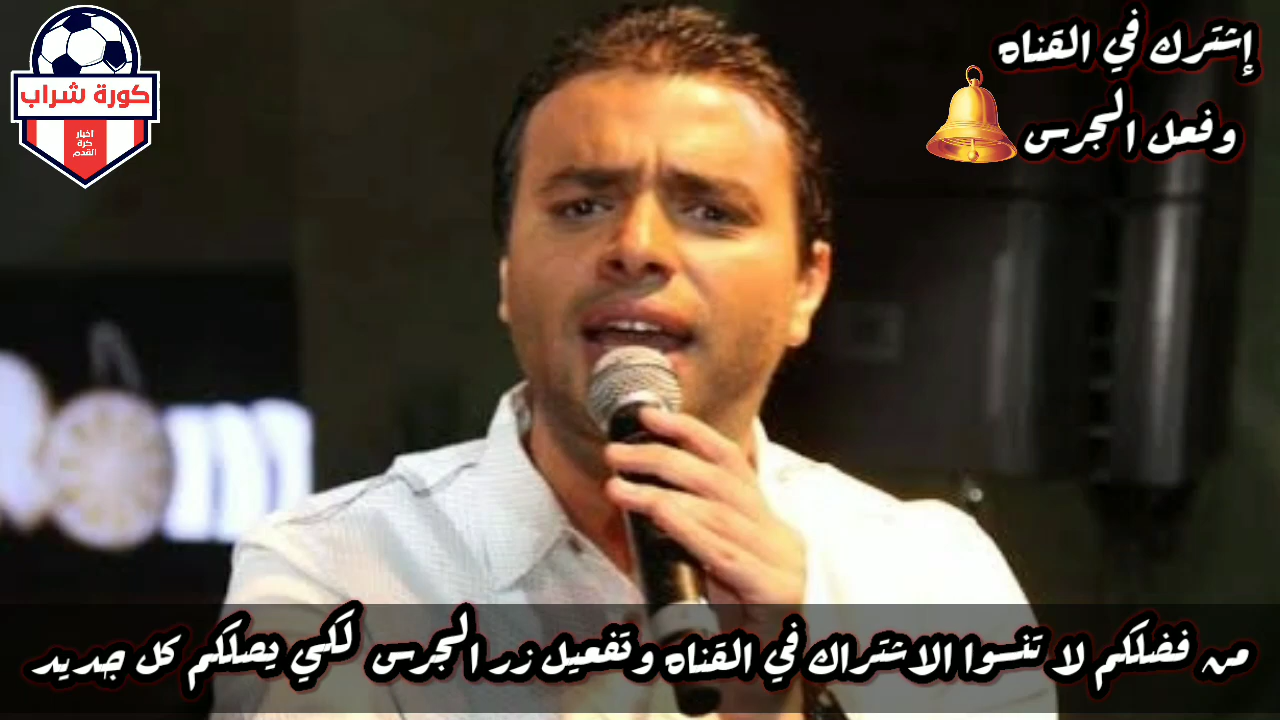 كورة شراب
اخبار
كرة
القدم
إشترك في القناه
وفعل الجرس
من فضلكم لا تنسوا الاشتراك في القناه وتفعيل زر الجرس لكي يصلكم كل جديد